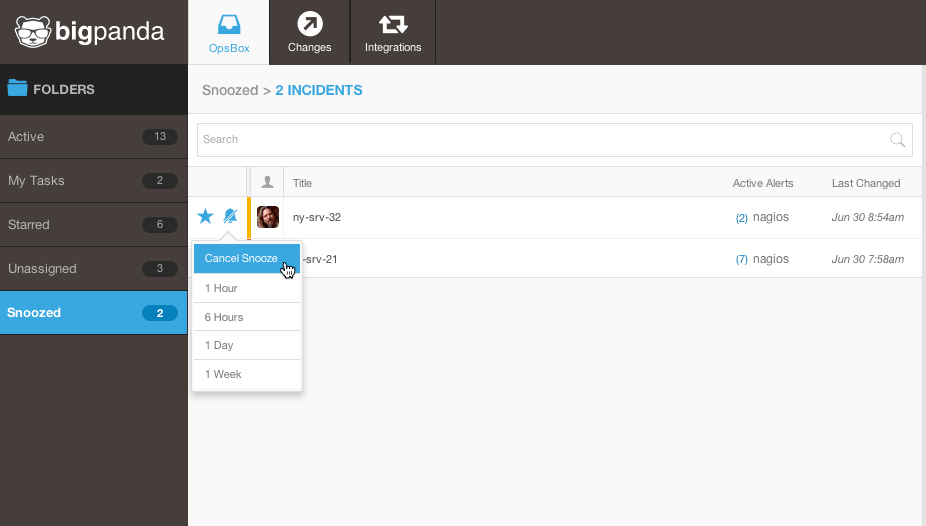 bigpanda
OpsBox
Changes
Integrations
FOLDERS
Active 13
My Tasks 2
Starred 6
Unassigned 3
Snoozed 2
Snoozed > 2 INCIDENTS
Search
Title Active Alerts Last Changed
ny-srv-32 (2) nagios Jun 30 8:54am
-srv-21 (7) nagios Jun 30 7:58am
Cancel Snooze
1 Hour
6 Hours
1 Day
1 Week